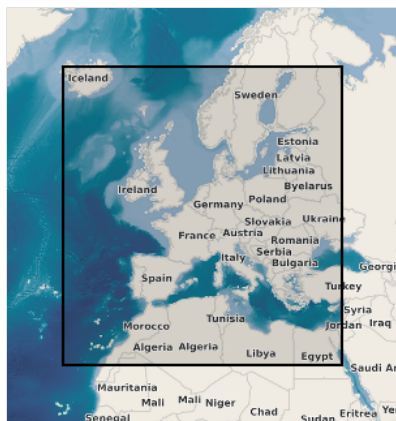 Iceland
Sweden
Estonia
Latvia
Lithuania
Byelarus
Ireland
Germany
Poland
Slovakia
Ukraine
France
Austria
Romania
Serbia
Italy
Bulgaria
Georgi
Spain
Turkey
Tunisia
Syria
Morocco
Jordan
Iraq
Algeria
Algeria
Libya
Egypt
Saudi Ar
Mauritania
Mali
Mali
Niger
Chad
Eritrea
Sudan
Senegal